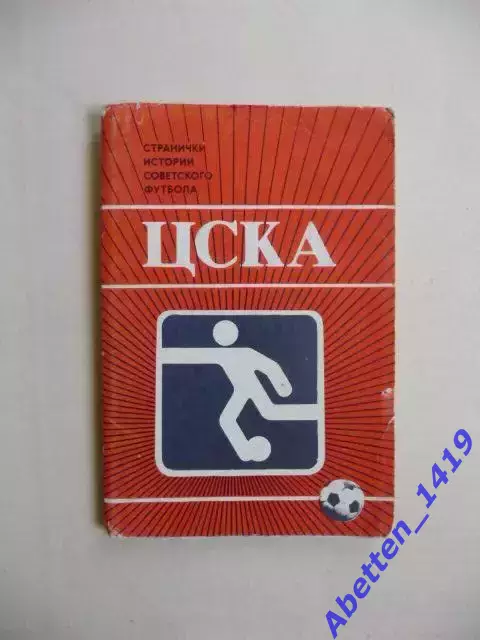 СТРАНИЧКИ
ИСТОРИИ
СОВЕТСКОГО
ФУТБОЛА
ЦСКА
Abetten_1419